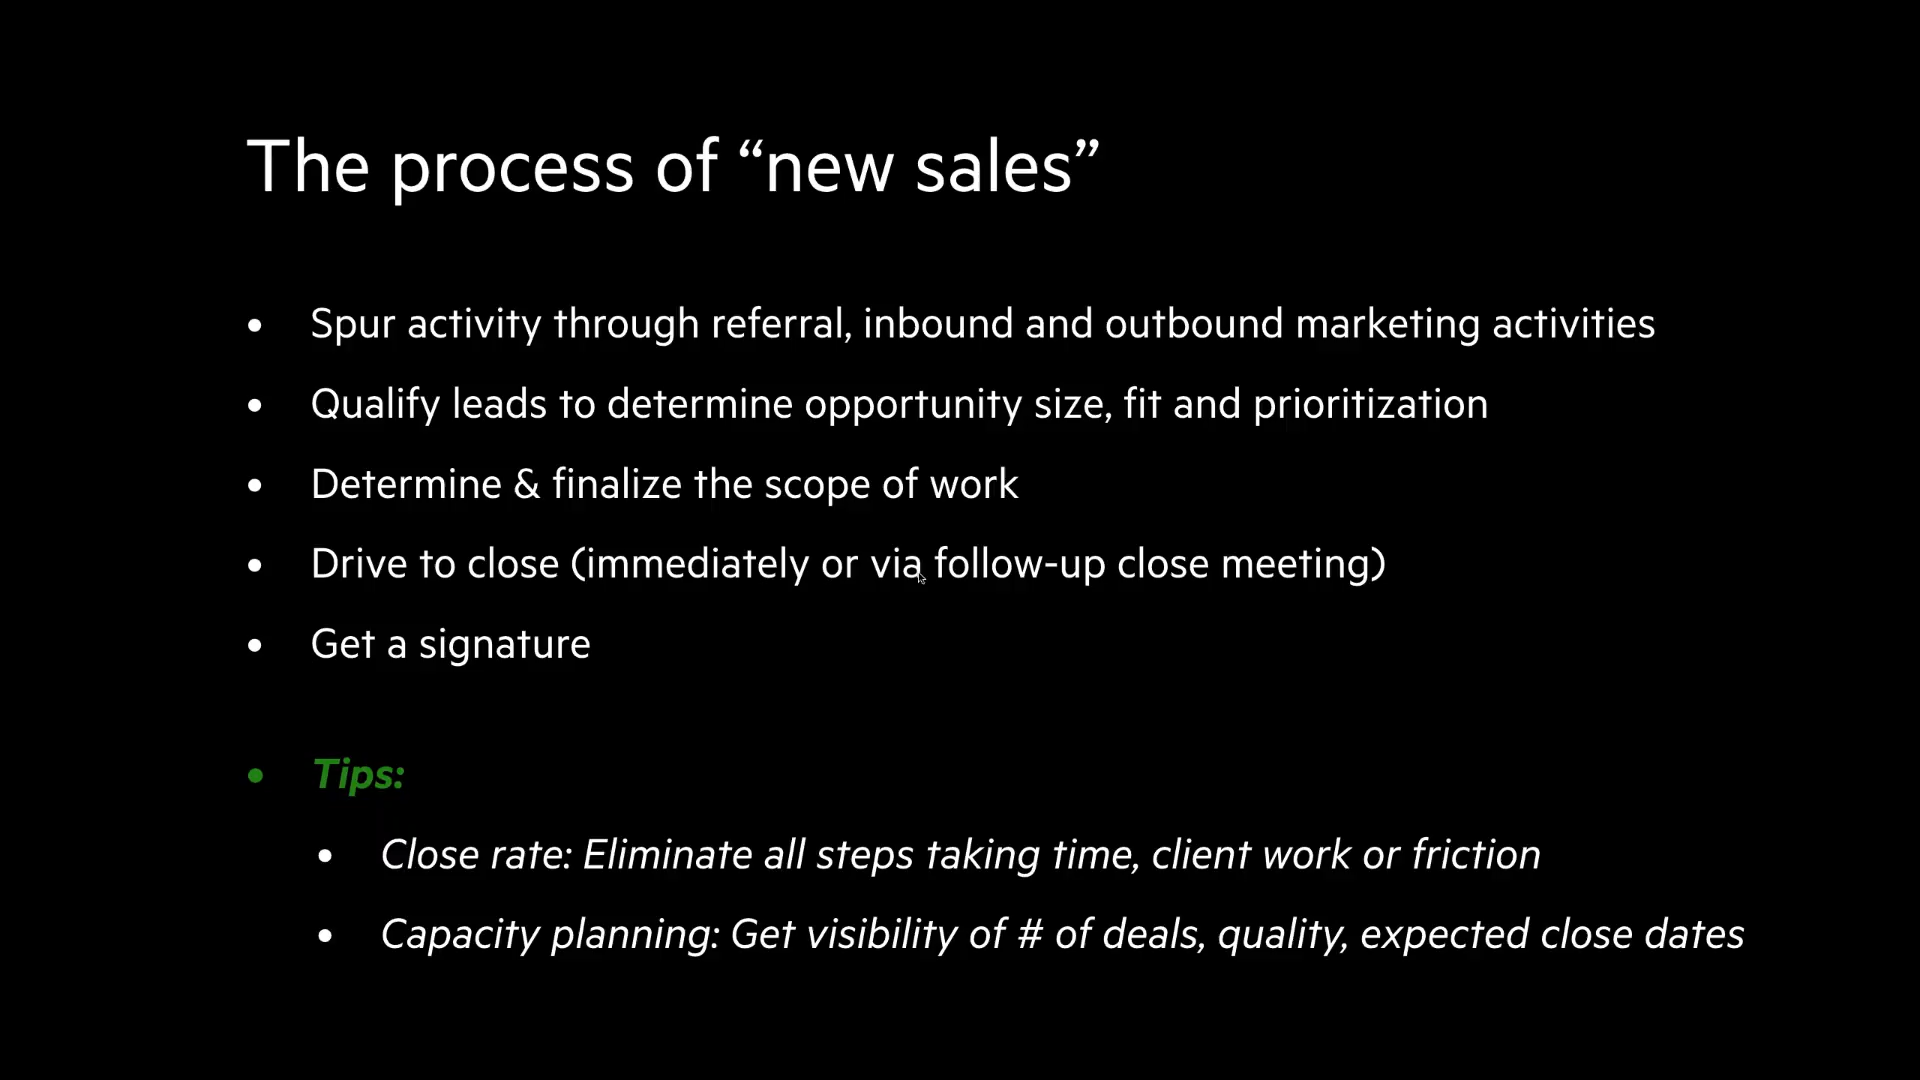 The process of “new sales”
• Spur activity through referral, inbound and outbound marketing activities
• Qualify leads to determine opportunity size, fit and prioritization
• Determine & finalize the scope of work
• Drive to close (immediately or via follow-up close meeting)
• Get a signature
• Tips:
• Close rate: Eliminate all steps taking time, client work or friction
• Capacity planning: Get visibility of # of deals, quality, expected close dates